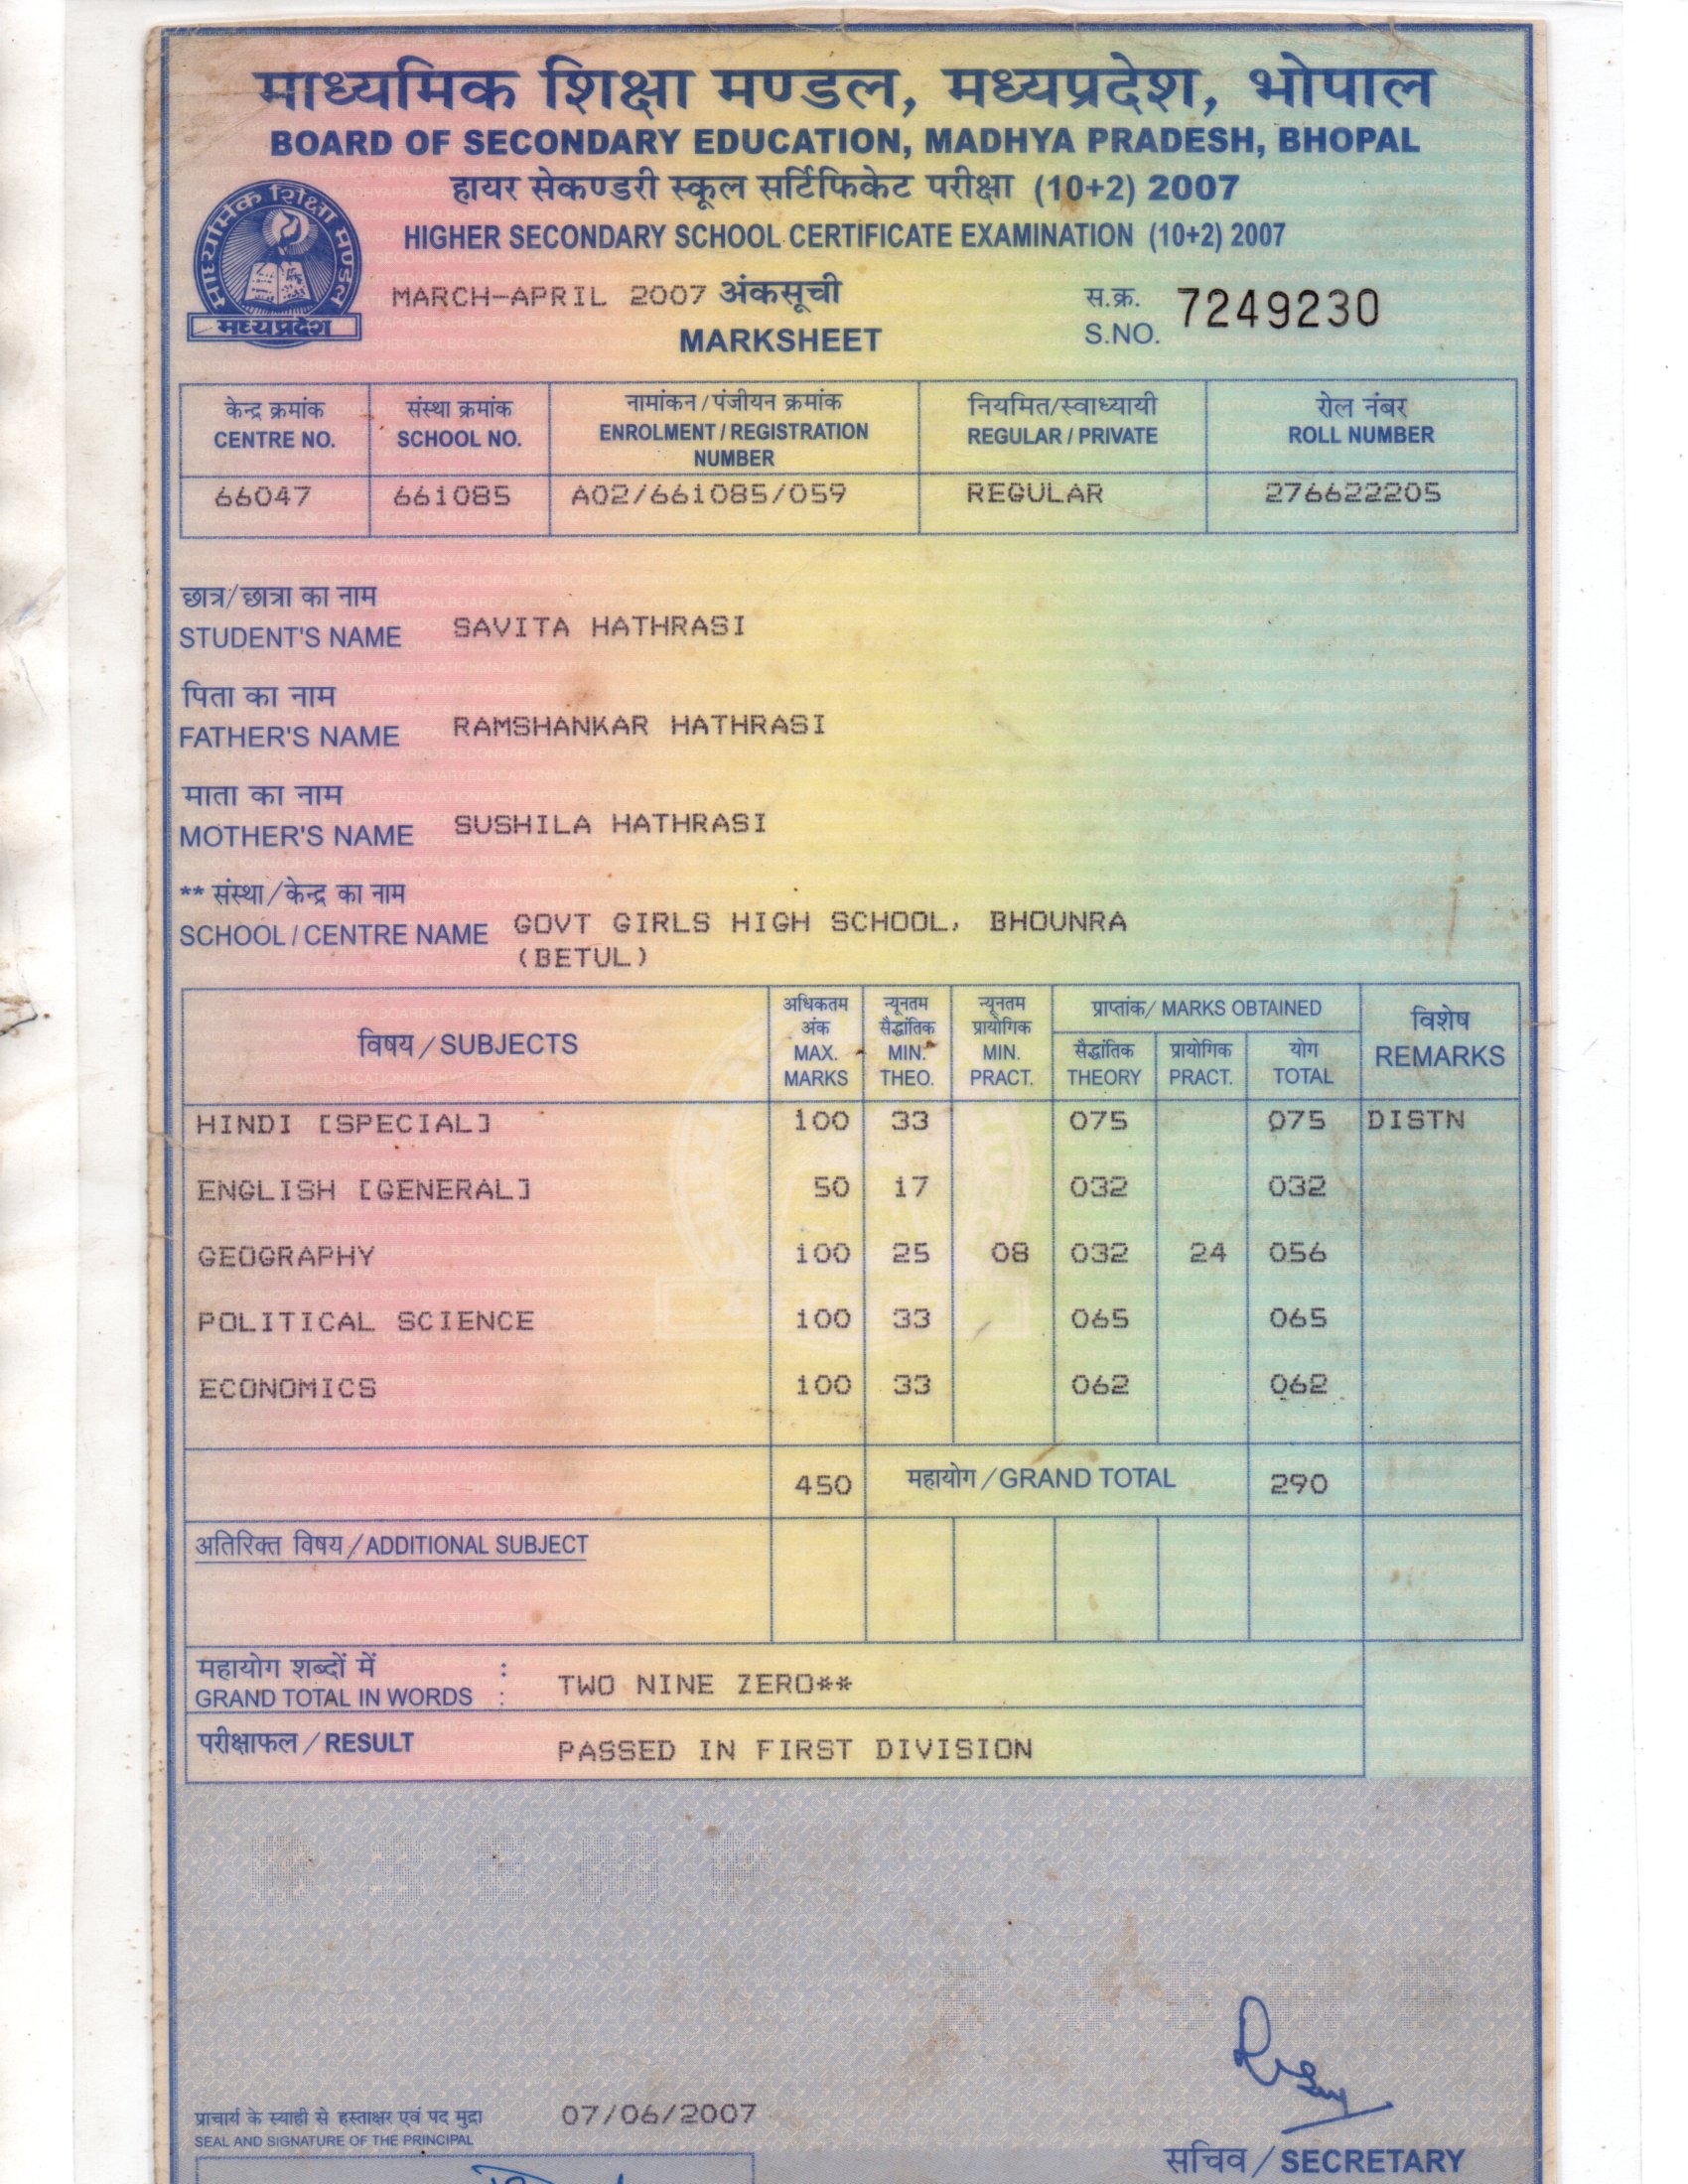 माध्यमिक शिक्षा मण्डल, मध्यप्रदेश, भोपाल
BOARD OF SECONDARY EDUCATION, MADHYA PRADESH, BHOPAL
हायर सेकण्डरी स्कूल सर्टिफिकेट परीक्षा (10+2) 2007
HIGHER SECONDARY SCHOOL CERTIFICATE EXAMINATION (10+2) 2007
माध्यामिक शिक्षा मण्डल
मध्यप्रदेश
MARCH-APRIL 2007 अंकसूची
MARKSHEET
स.क्र.
S.NO. 7249230
केन्द्र क्रमांक संस्था क्रमांक नामांकन/पंजीयन क्रमांक नियमित/स्वाध्यायी रोल नंबर
CENTRE NO. SCHOOL NO. ENROLMENT / REGISTRATION NUMBER REGULAR / PRIVATE ROLL NUMBER
66047 661085 A02/661085/059 REGULAR 276622205
छात्र/छात्रा का नाम
STUDENT'S NAME SAVITA HATHRASI
पिता का नाम
FATHER'S NAME RAMSHANKAR HATHRASI
माता का नाम
MOTHER'S NAME SUSHILA HATHRASI
** संस्था/केन्द्र का नाम
SCHOOL / CENTRE NAME GOVT GIRLS HIGH SCHOOL, BHOUNRA
(BETUL)
विषय/SUBJECTS अधिकतम अंक MAX. MARKS न्यूनतम सैद्धांतिक MIN. THEO. न्यूनतम प्रायोगिक MIN. PRACT. प्राप्तांक/ MARKS OBTAINED विशेष REMARKS
सैद्धांतिक THEORY प्रायोगिक PRACT. योग TOTAL
HINDI [SPECIAL] 100 33 075 075 DISTN
ENGLISH [GENERAL] 50 17 032 032
GEOGRAPHY 100 25 08 032 24 056
POLITICAL SCIENCE 100 33 065 065
ECONOMICS 100 33 062 062
450 महायोग/GRAND TOTAL 290
अतिरिक्त विषय/ADDITIONAL SUBJECT
महायोग शब्दों में :
GRAND TOTAL IN WORDS : TWO NINE ZERO**
परीक्षाफल/RESULT PASSED IN FIRST DIVISION
प्राचार्य के स्याही से हस्ताक्षर एवं पद मुद्रा 07/06/2007
SEAL AND SIGNATURE OF THE PRINCIPAL
सचिव/SECRETARY